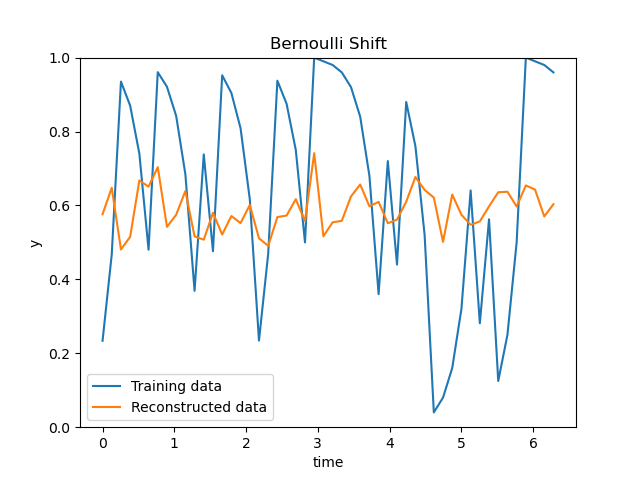 Bernoulli Shift
1.0
0.8
0.6
0.4
0.2
0.0
y
Training data
Reconstructed data
0 1 2 3 4 5 6
time